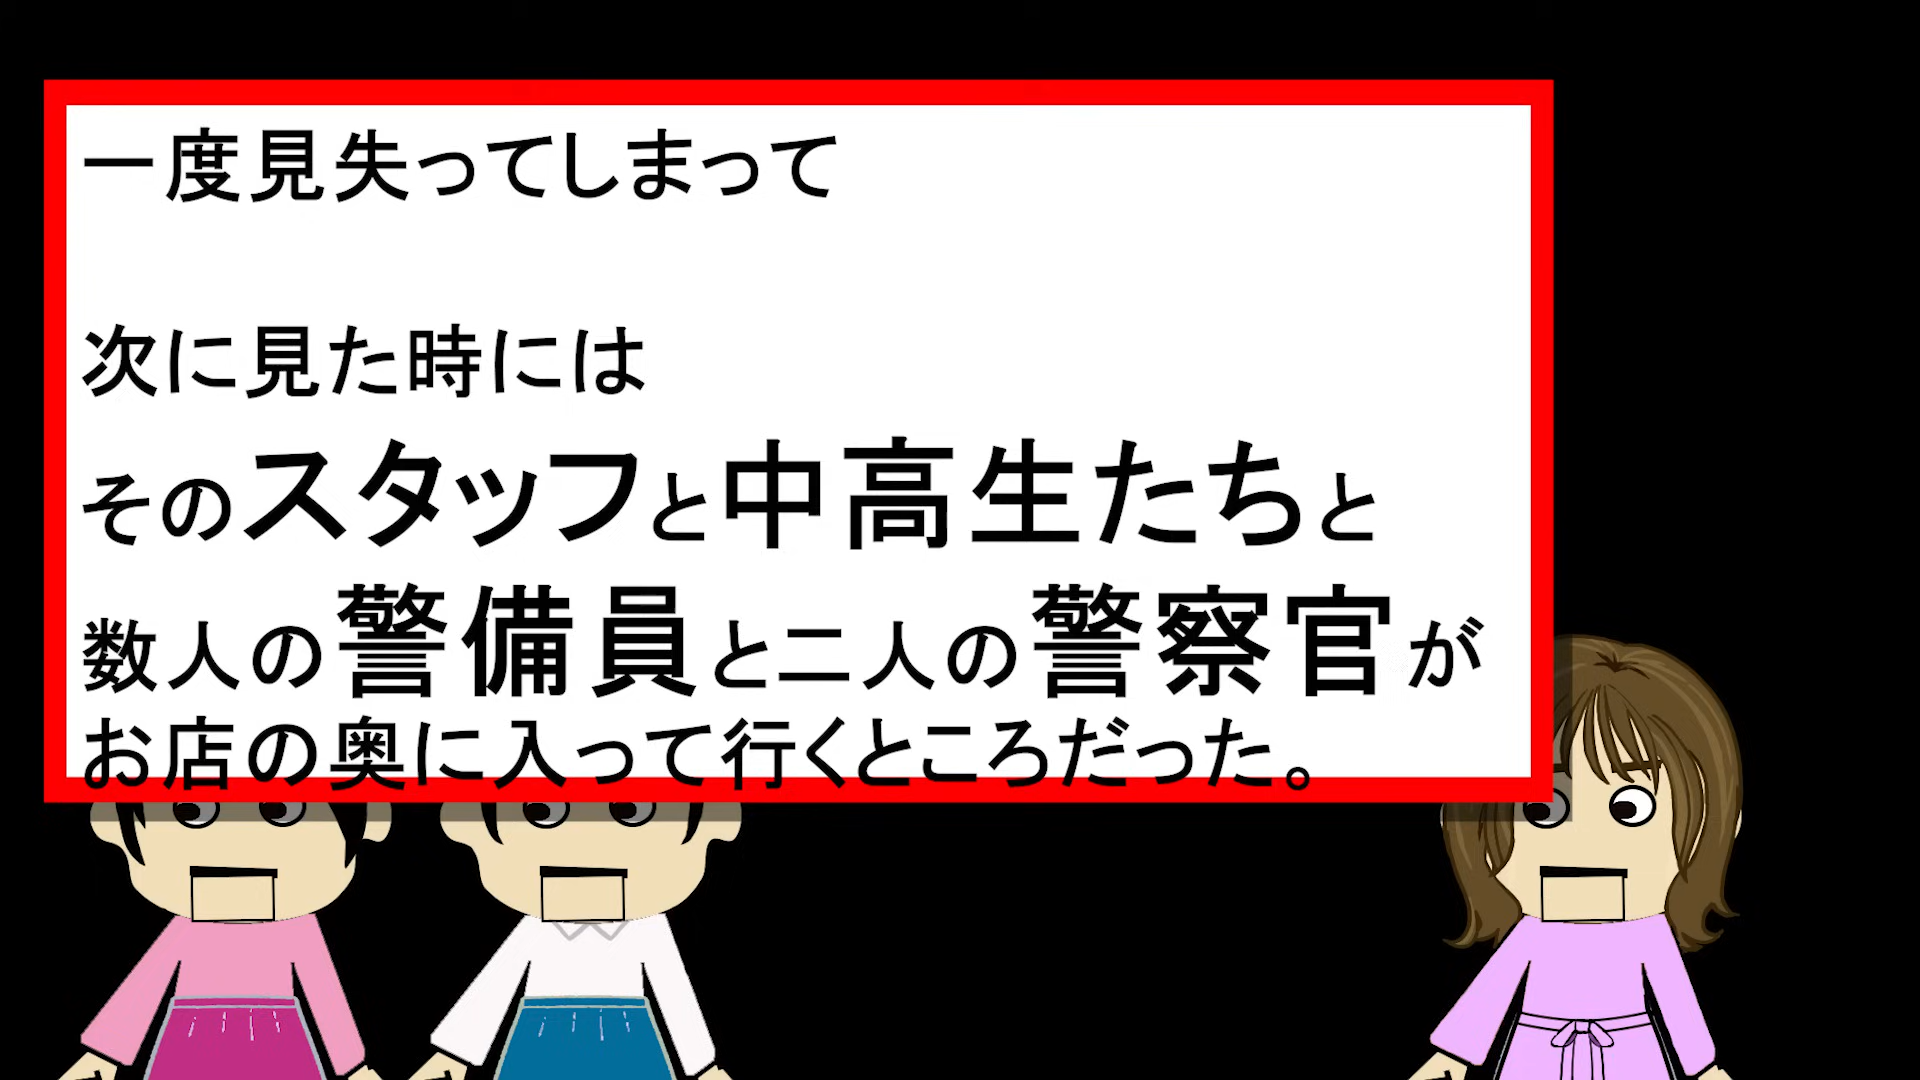 一度見失ってしまって
次に見た時には
そのスタッフと中高生たちと
数人の警備員と二人の警察官が
お店の奥に入って行くところだった。